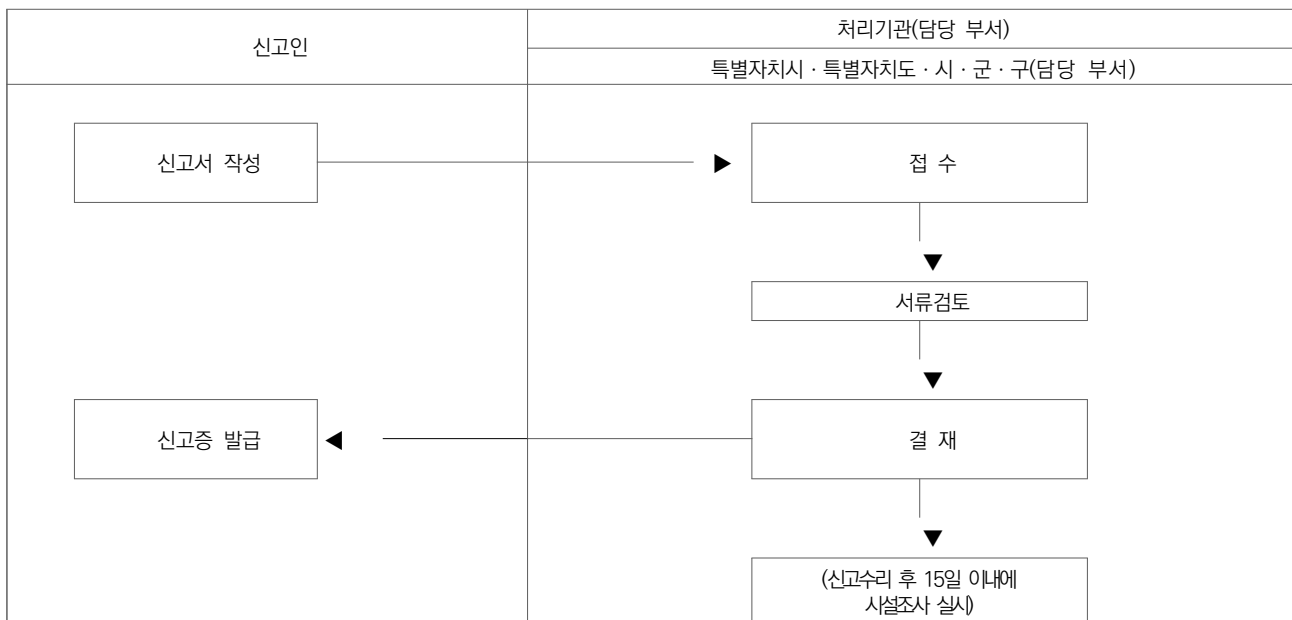 신고인
처리기관(담당 부서)
특별자치시 · 특별자치도 · 시 · 군 · 구(담당 부서)
신고서 작성
접 수
서류검토
신고증 발급
결 재
(신고수리 후 15일 이내에
시설조사 실시)